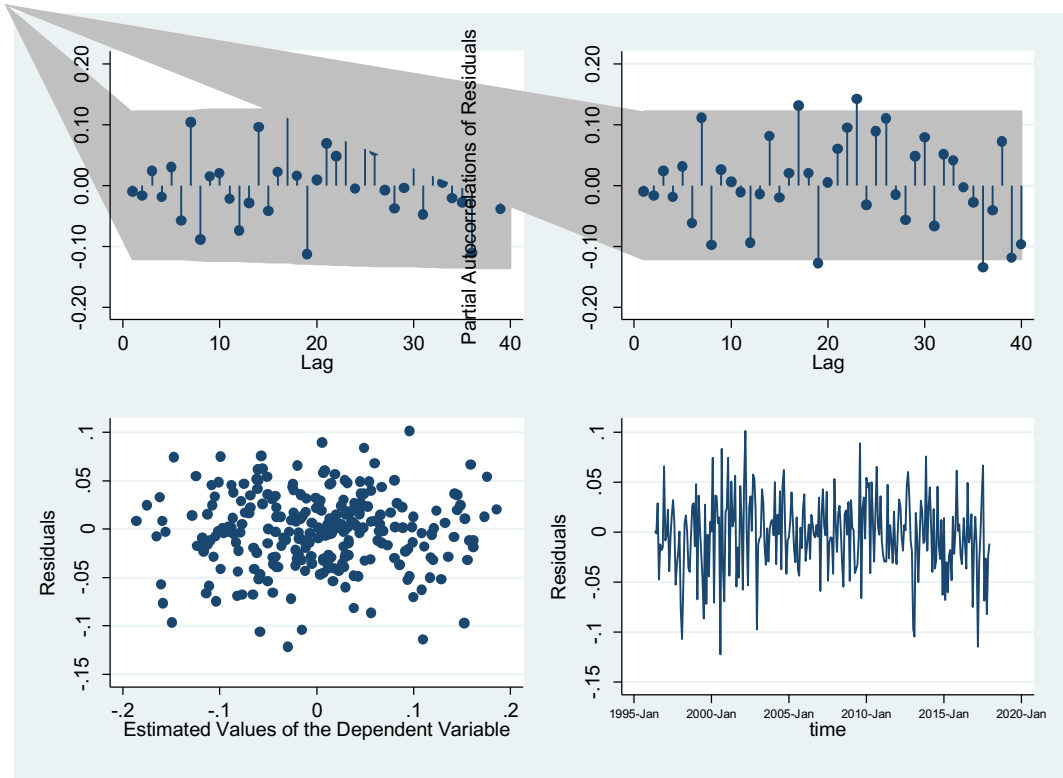 0.20
0.10
0.00
-0.10
-0.20
0
10
20
30
40
Lag
Partial Autocorrelations of Residuals
0.20
0.10
0.00
-0.10
-0.20
0
10
20
30
40
Lag
Residuals
.1
.05
0
-.05
-.1
-.15
-.2
-.1
0
.1
.2
Estimated Values of the Dependent Variable
Residuals
.1
.05
0
-.05
-.1
-.15
1995-Jan
2000-Jan
2005-Jan
2010-Jan
2015-Jan
2020-Jan
time